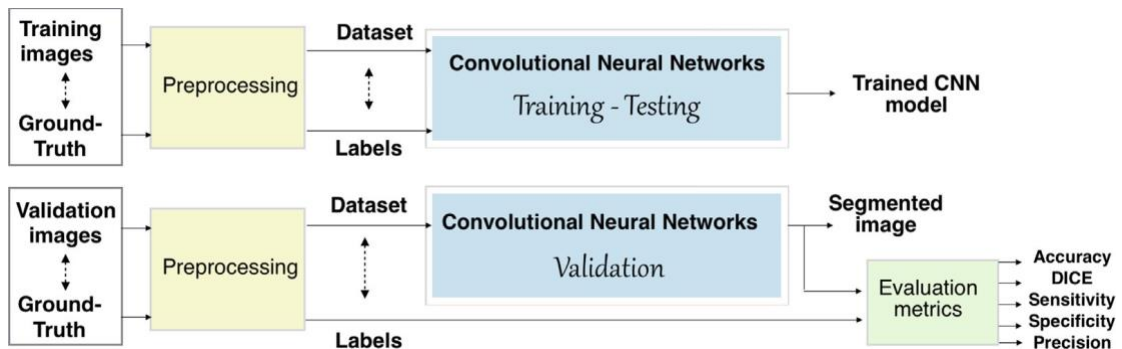 Training
images
Ground-
Truth
Preprocessing
Dataset
Labels
Convolutional Neural Networks
Training - Testing
Trained CNN
model
Validation
images
Ground-
Truth
Preprocessing
Dataset
Labels
Convolutional Neural Networks
Validation
Segmented
image
Evaluation
metrics
Accuracy
DICE
Sensitivity
Specificity
Precision